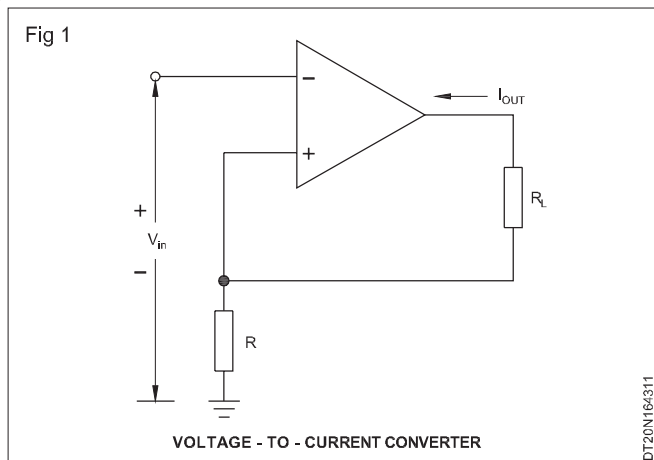 Fig 1
−
I_OUT
+
R_L
+
V_in
−
R
VOLTAGE - TO - CURRENT CONVERTER
DT20N164311